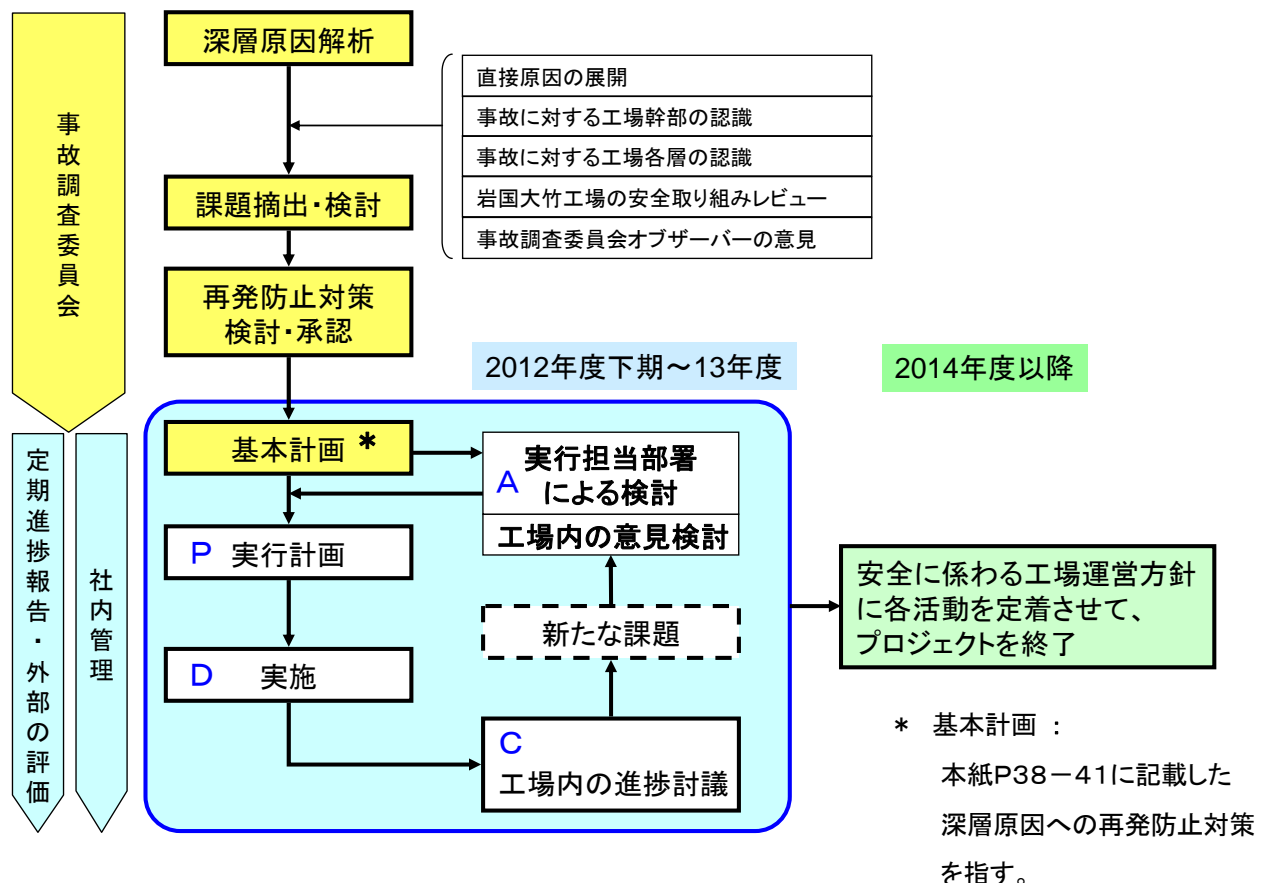 事故調査委員会
深層原因解析
直接原因の展開
事故に対する工場幹部の認識
事故に対する工場各層の認識
岩国大竹工場の安全取り組みレビュー
事故調査委員会オブザーバーの意見
課題摘出・検討
再発防止対策
検討・承認
2012年度下期～13年度
2014年度以降
定期進捗報告・外部の評価
社内管理
基本計画 *
A
実行担当部署
による検討
工場内の意見検討
P 実行計画
新たな課題
D 実施
C
工場内の進捗討議
安全に係わる工場運営方針
に各活動を定着させて、
プロジェクトを終了
* 基本計画 ：
本紙P38－41に記載した
深層原因への再発防止対策
を指す。